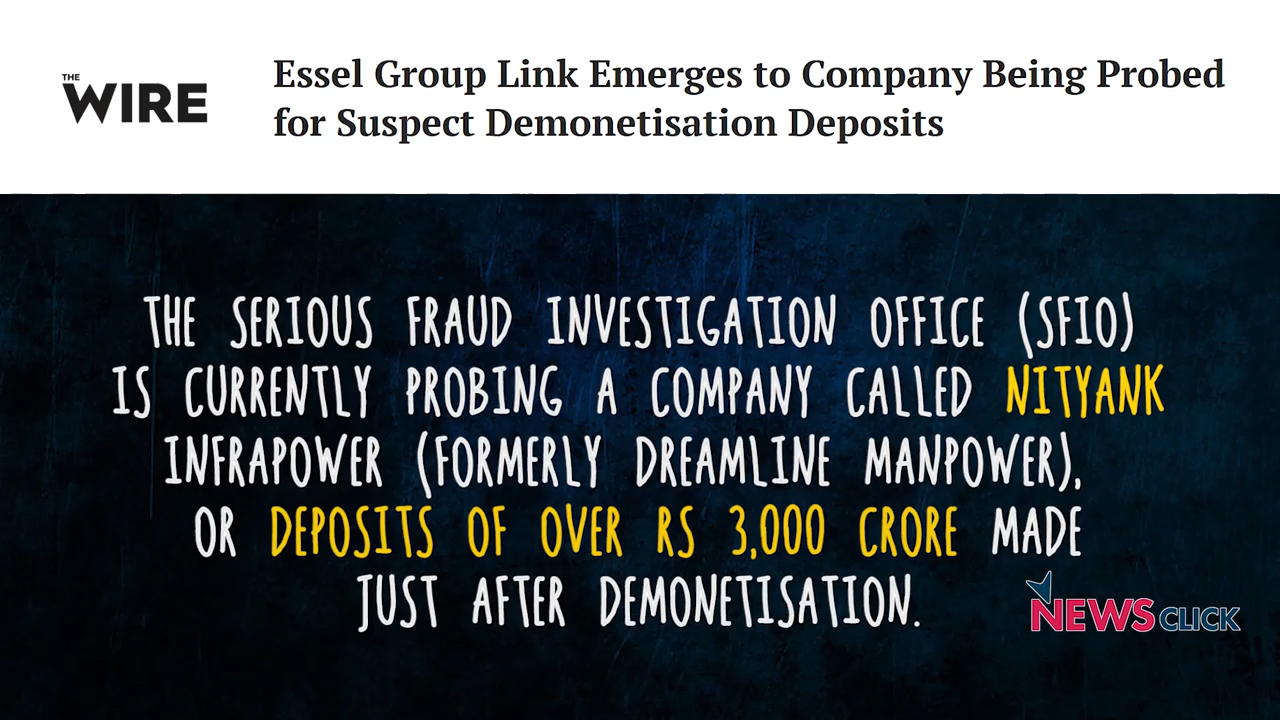 THE
WIRE
Essel Group Link Emerges to Company Being Probed
for Suspect Demonetisation Deposits
THE SERIOUS FRAUD INVESTIGATION OFFICE (SFIO)
IS CURRENTLY PROBING A COMPANY CALLED NITYANK
INFRAPOWER (FORMERLY DREAMLINE MANPOWER),
OR DEPOSITS OF OVER RS 3,000 CRORE MADE
JUST AFTER DEMONETISATION.
NEWSCLICK